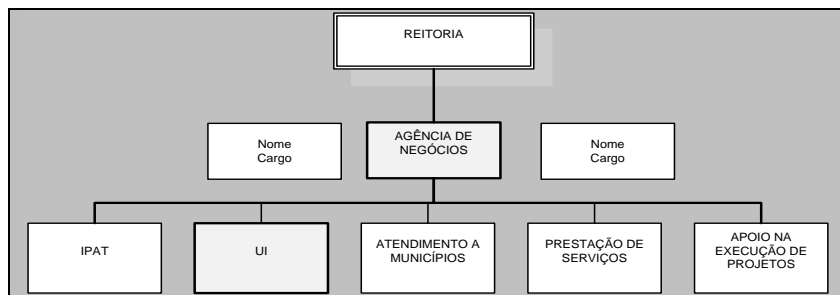 REITORIA
Nome
Cargo
AGÊNCIA DE
NEGÓCIOS
Nome
Cargo
IPAT
UI
ATENDIMENTO A
MUNICÍPIOS
PRESTAÇÃO DE
SERVIÇOS
APOIO NA
EXECUÇÃO DE
PROJETOS